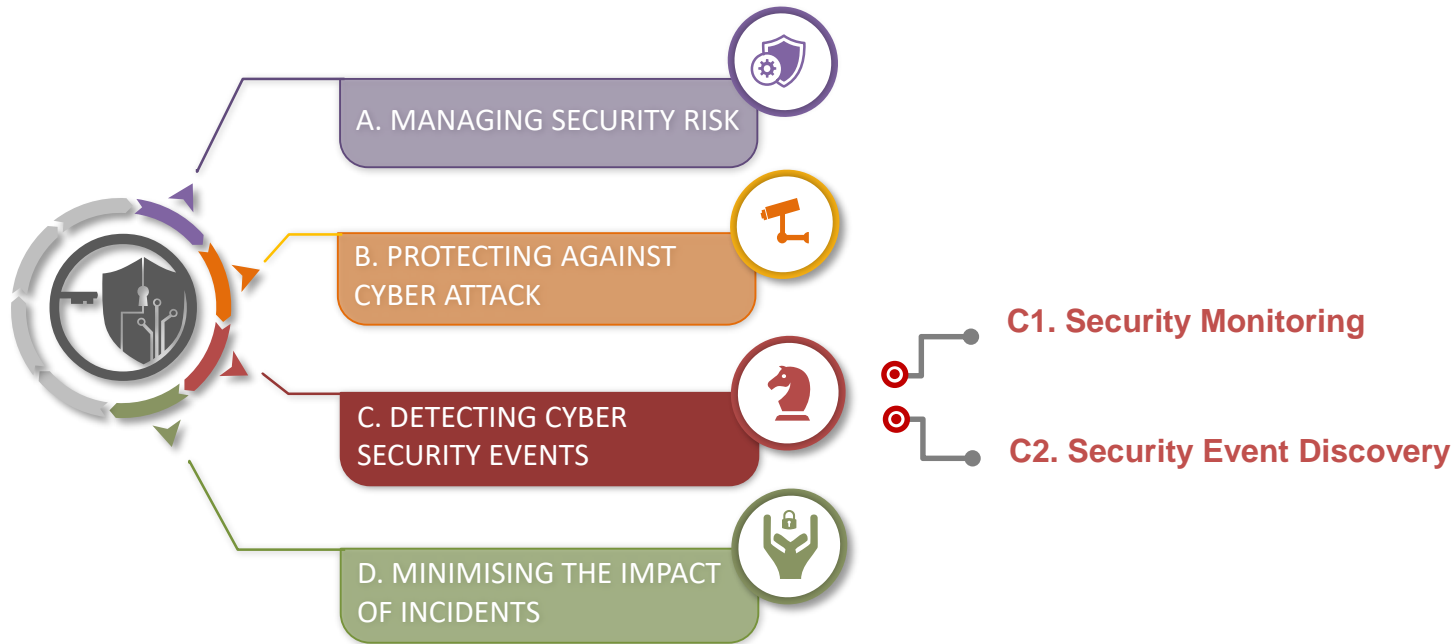 A. MANAGING SECURITY RISK
B. PROTECTING AGAINST
CYBER ATTACK
C. DETECTING CYBER
SECURITY EVENTS
D. MINIMISING THE IMPACT
OF INCIDENTS
C1. Security Monitoring
C2. Security Event Discovery